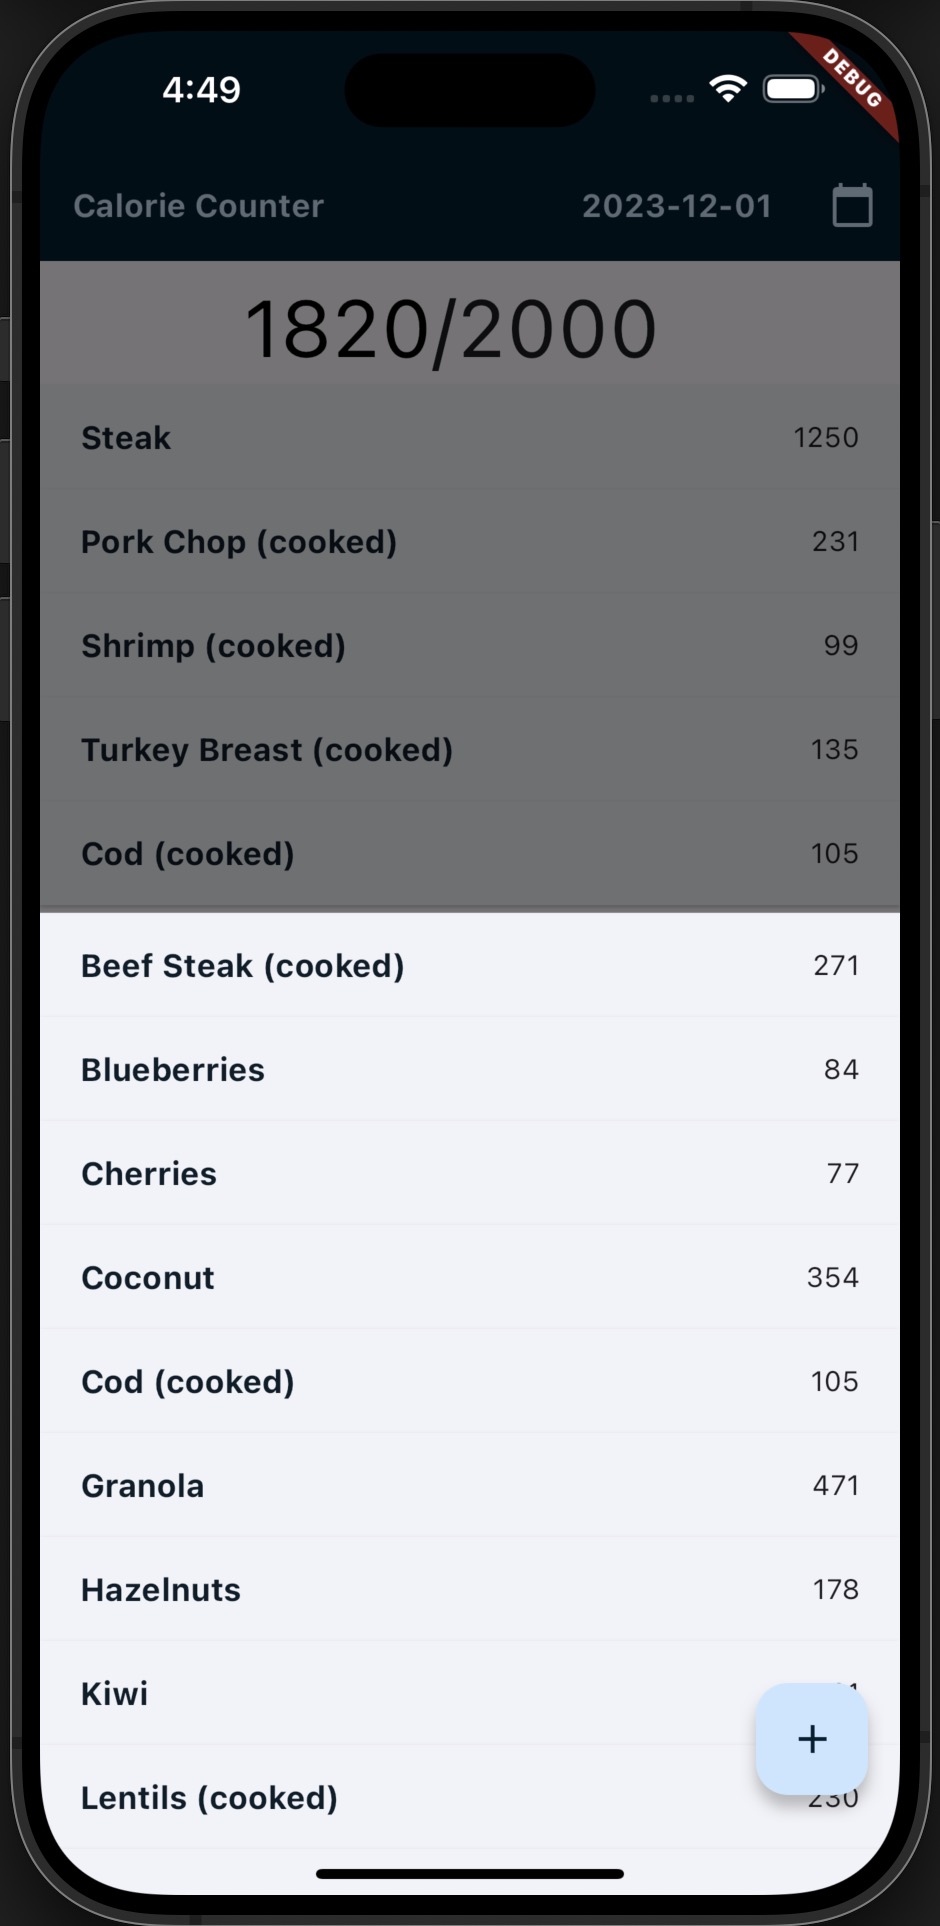 4:49
DEBUG
Calorie Counter 2023-12-01
1820/2000
Steak 1250
Pork Chop (cooked) 231
Shrimp (cooked) 99
Turkey Breast (cooked) 135
Cod (cooked) 105
Beef Steak (cooked) 271
Blueberries 84
Cherries 77
Coconut 354
Cod (cooked) 105
Granola 471
Hazelnuts 178
Kiwi
+
Lentils (cooked) 230